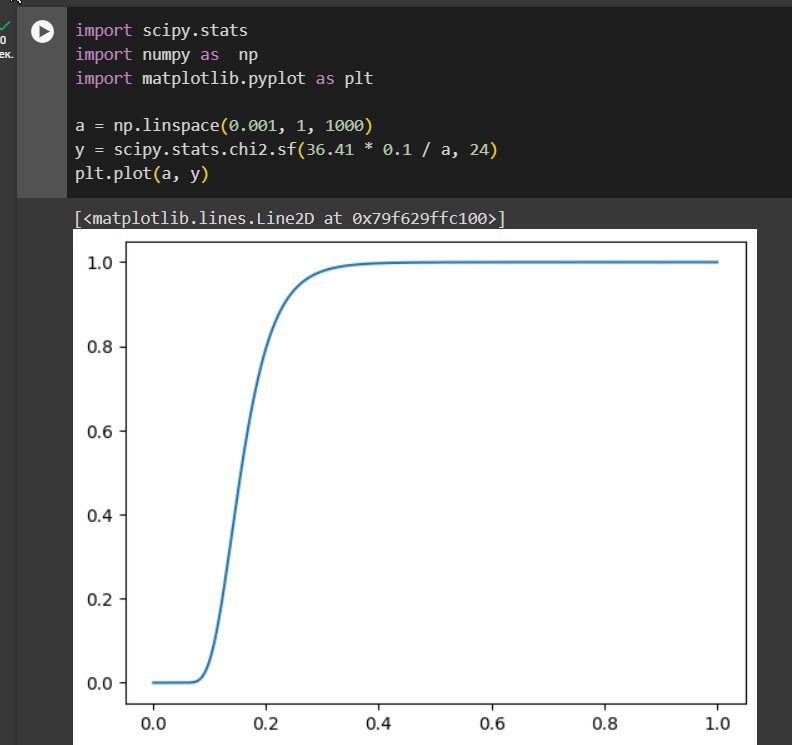 import scipy.stats
0
ек.
import numpy as  np
import matplotlib.pyplot as plt
a = np.linspace(0.001, 1, 1000)
y = scipy.stats.chi2.sf(36.41 * 0.1 / a, 24)
plt.plot(a, y)
[<matplotlib.lines.Line2D at 0x79f629ffc100>]
1.0
0.8
0.6
0.4
0.2
0.0
0.0 0.2 0.4 0.6 0.8 1.0